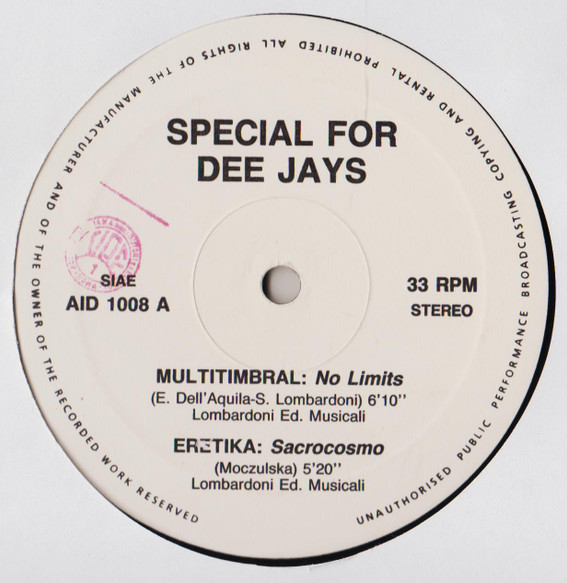 ALL RIGHTS OF THE MANUFACTURER AND OF THE OWNER OF THE RECORDED WORK RESERVED
UNAUTHORISED PUBLIC PERFORMANCE BROADCASTING COPYING AND RENTAL PROHIBITED
SPECIAL FOR
DEE JAYS
SIAE
AID 1008 A
33 RPM
STEREO
MULTITIMBRAL: No Limits
(E. Dell'Aquila-S. Lombardoni) 6'10''
Lombardoni Ed. Musicali
ERETIKA: Sacrocosmo
(Moczulska) 5'20''
Lombardoni Ed. Musicali